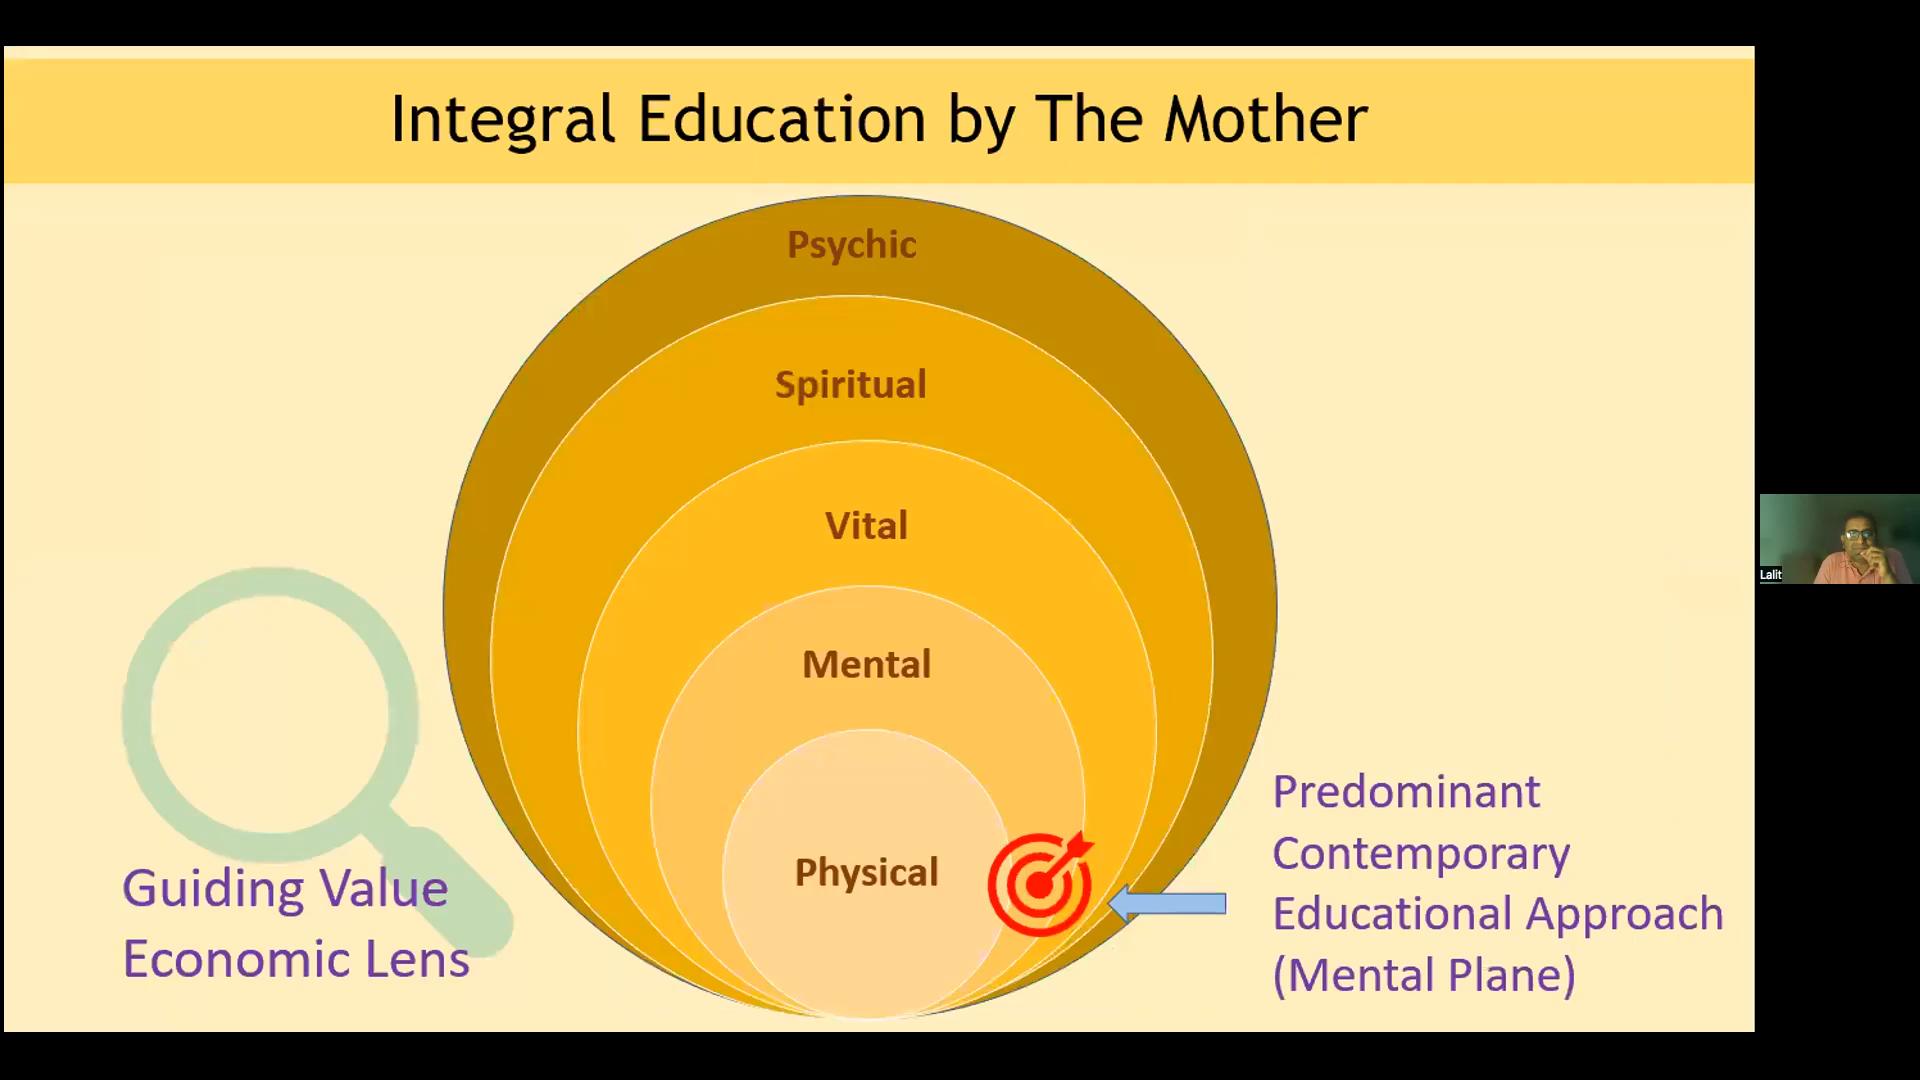 Integral Education by The Mother
Psychic
Spiritual
Vital
Mental
Physical
Guiding Value
Economic Lens
Predominant
Contemporary
Educational Approach
(Mental Plane)
Lalit